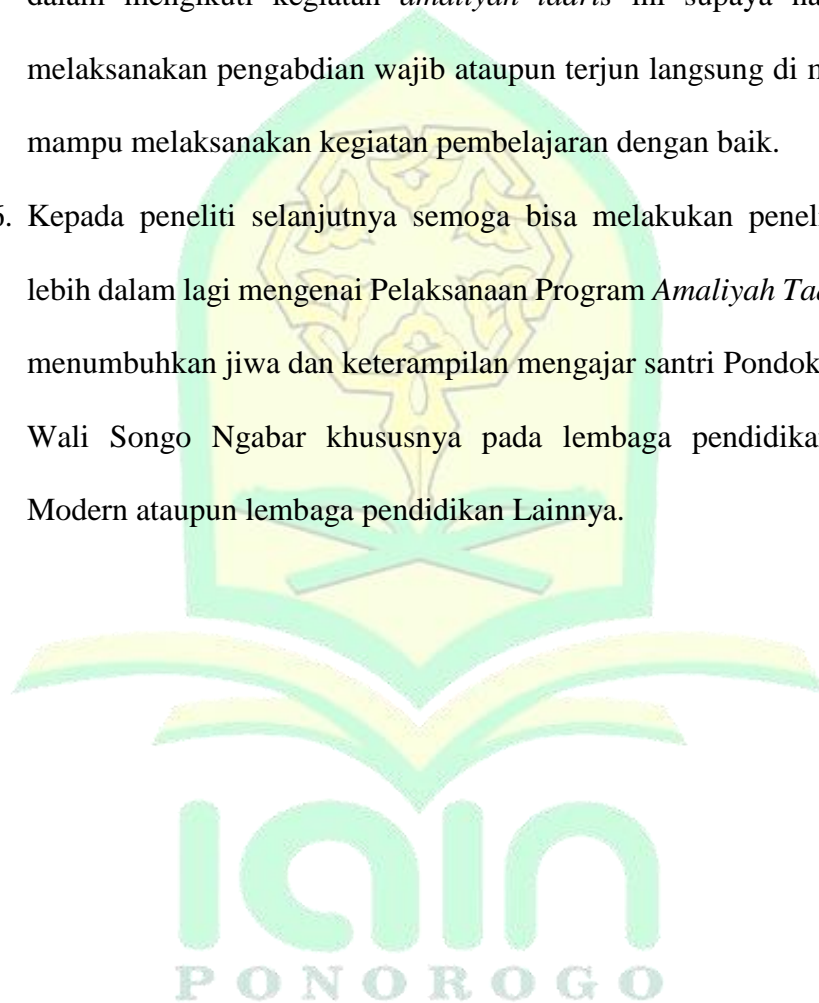 dalam mengikuti kegiatan amaliyah tadris ini supaya
melaksanakan pengabdian wajib ataupun terjun langsung di
mampu melaksanakan kegiatan pembelajaran dengan baik.
6. Kepada peneliti selanjutnya semoga bisa melakukan
lebih dalam lagi mengenai Pelaksanaan Program Amaliyah
menumbuhkan jiwa dan keterampilan mengajar santri Pondok
Wali Songo Ngabar khususnya pada lembaga
Modern ataupun lembaga pendidikan Lainnya.
iain
PONOROGO